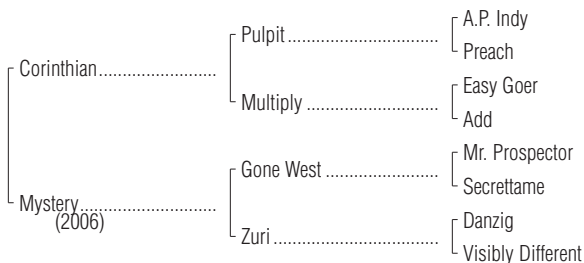 A.P. Indy
Pulpit
Preach
Corinthian
Easy Goer
Multiply
Add
Mr. Prospector
Gone West
Secrettame
Mystery
(2006)
Danzig
Zuri
Visibly Different